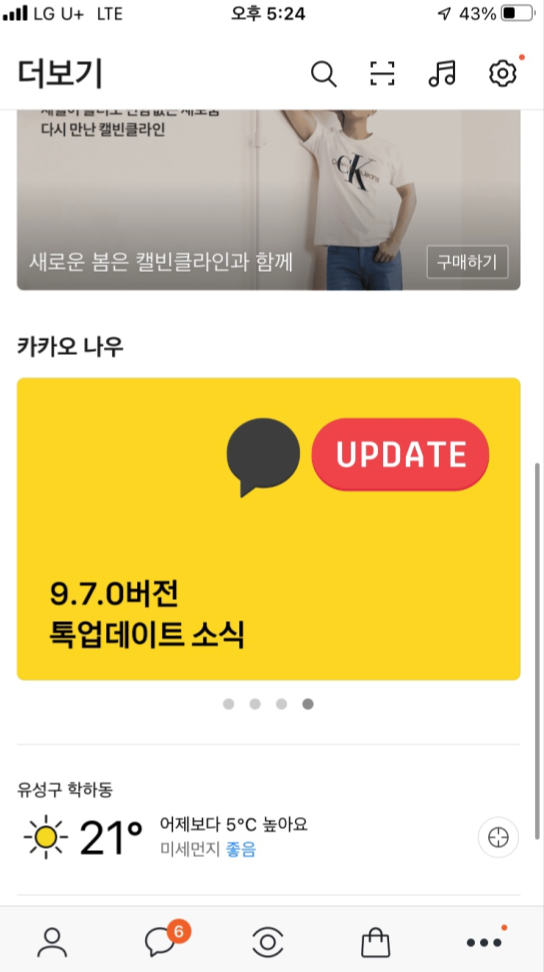 LG U+ LTE 오후 5:24 43%
더보기
다시 만난 캘빈클라인
CK
새로운 봄은 캘빈클라인과 함께 구매하기
카카오 나우
UPDATE
9.7.0버전
톡업데이트 소식
유성구 학하동
21° 어제보다 5°C 높아요
미세먼지 좋음
6